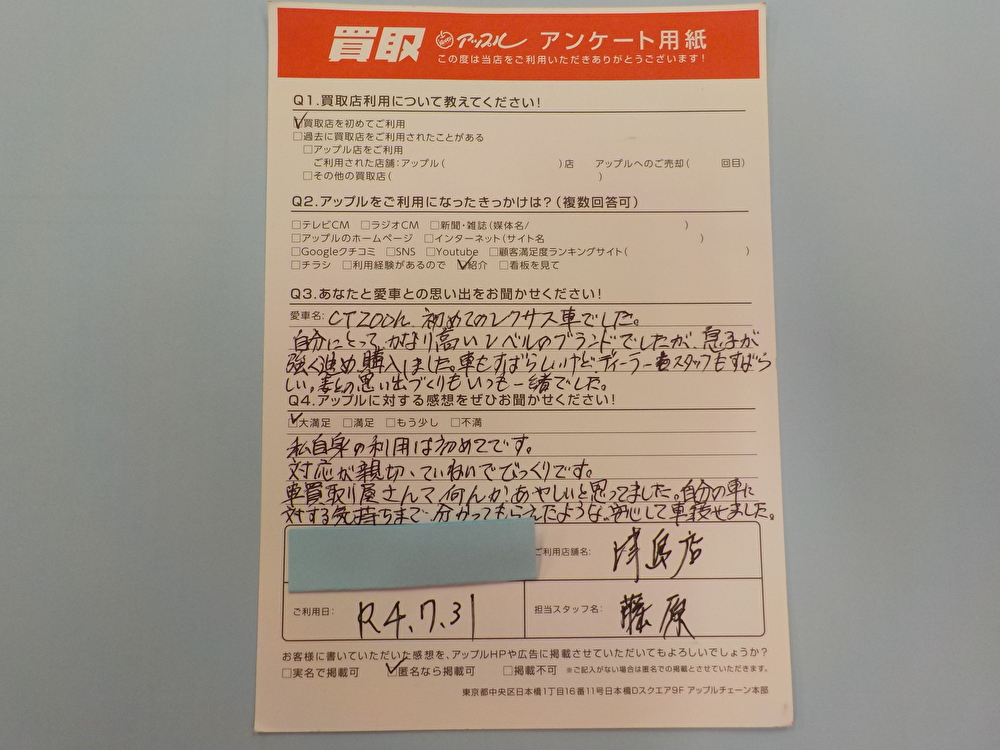 買取 アップル アンケート用紙
この度は当店をご利用いただきありがとうございます!
Q1.買取店利用について教えてください!
☑買取店を初めてご利用
□過去に買取店をご利用されたことがある
□アップル店をご利用
ご利用された店舗:アップル( )店 アップルへのご売却( 回目)
□その他の買取店( )
Q2.アップルをご利用になったきっかけは?(複数回答可)
□テレビCM □ラジオCM □新聞・雑誌(媒体名/ )
□アップルのホームページ □インターネット(サイト名 )
□Googleクチコミ □SNS □Youtube □顧客満足度ランキングサイト( )
□チラシ □利用経験があるので ☑紹介 □看板を見て
Q3.あなたと愛車との思い出をお聞かせください!
愛車名: CT200h、初めてのレクサス車でした。
自分にとって、かなり高いレベルのブランドでしたが、息子が
強く進め購入しました。車もすばらしいけど、ディーラースタッフもすばら
しい。妻との思い出づくりもいつも一緒でした。
Q4.アップルに対する感想をぜひお聞かせください!
☑大満足 □満足 □もう少し □不満
私自身の利用は初めてです。
対応が親切、ていねいでびっくりです。
車買取り屋さんて何んかあやしいと思ってました。自分の車に
対する気持ちまで分かってもらえたような。安心して車接せました。
ご利用店舗名: 津島店
ご利用日: R4.7.31 担当スタッフ名: 藤原
お客様に書いていただいた感想を、アップルHPや広告に掲載させていただいてもよろしいでしょうか?
□実名で掲載可 ☑匿名なら掲載可 □掲載不可 ※ご記入がない場合は匿名での掲載とさせていただきます。
東京都中央区日本橋1丁目16番11号日本橋Dスクエア9F アップルチェーン本部